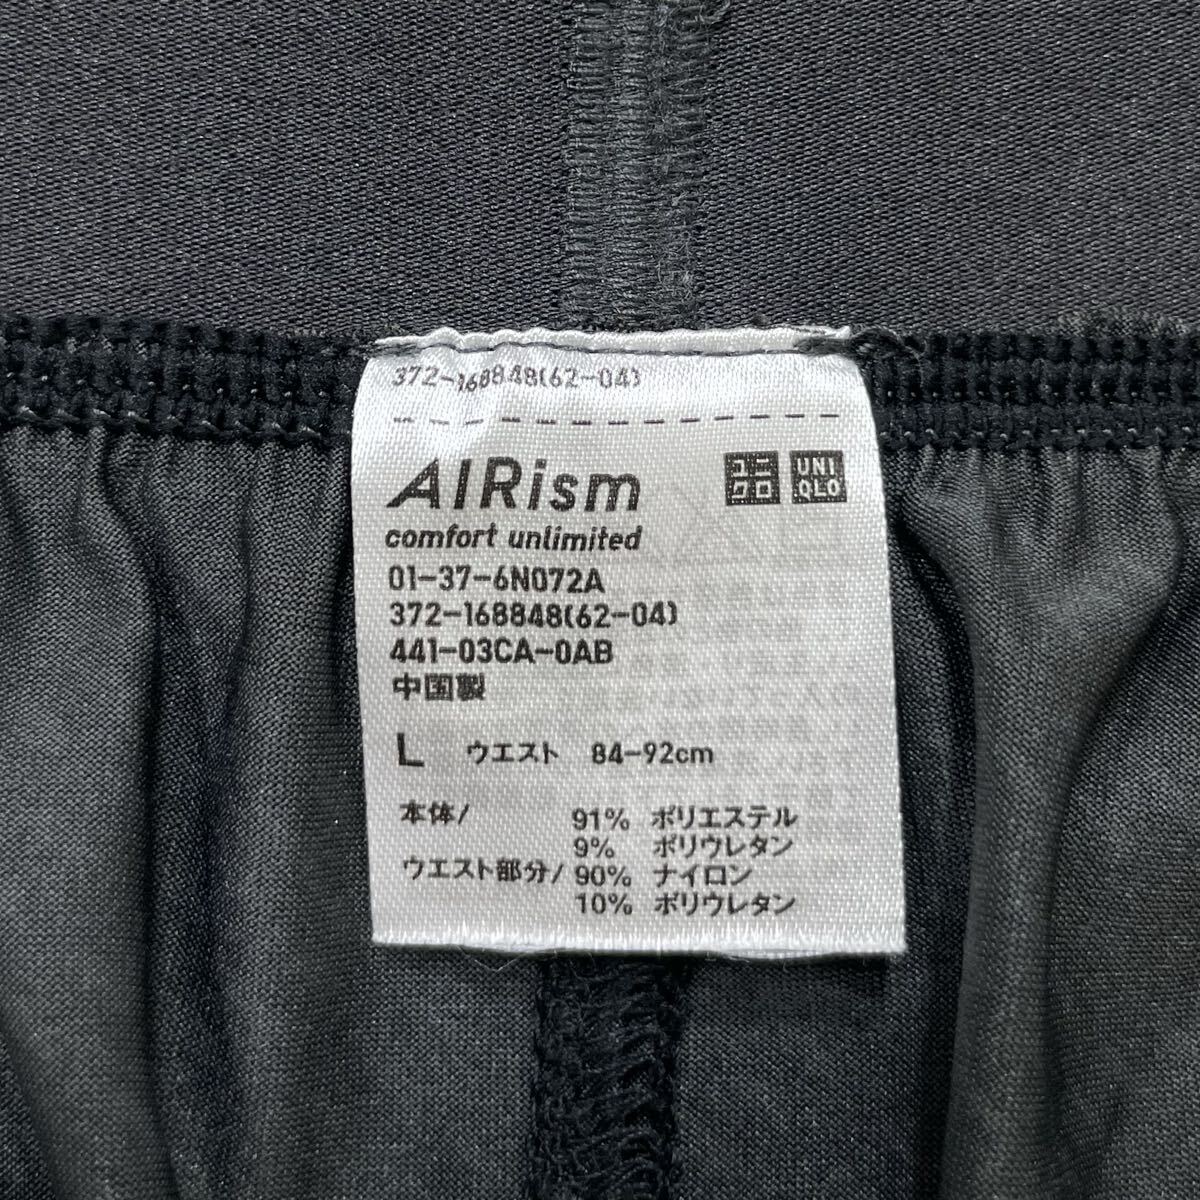 372-168848(62-04)
AIRism
ユニクロ
UNIQLO
comfort unlimited
01-37-6N072A
372-168848(62-04)
441-03CA-0AB
中国製
L ウエスト 84-92cm
本体/ 91% ポリエステル
9% ポリウレタン
ウエスト部分/ 90% ナイロン
10% ポリウレタン